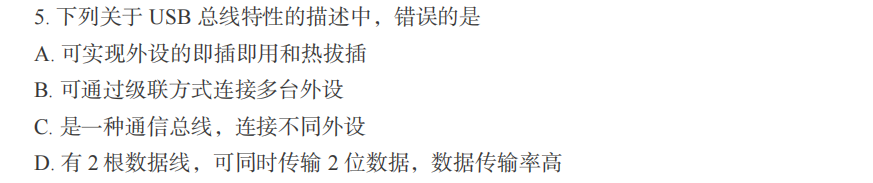 5. 下列关于 USB 总线特性的描述中，错误的是
A. 可实现外设的即插即用和热拔插
B. 可通过级联方式连接多台外设
C. 是一种通信总线，连接不同外设
D. 有 2 根数据线，可同时传输 2 位数据，数据传输率高